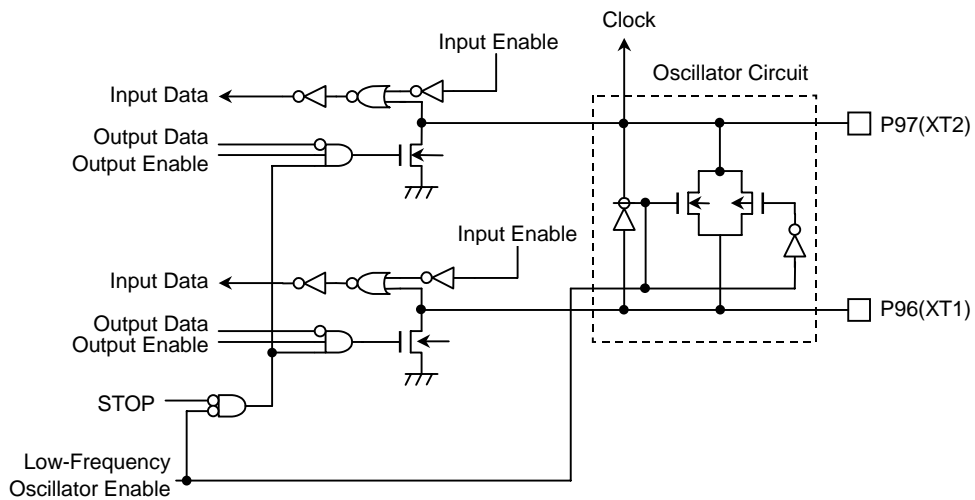 Clock
Input Enable
Oscillator Circuit
Input Data
P97(XT2)
Output Data
Output Enable
Input Enable
Input Data
P96(XT1)
Output Data
Output Enable
STOP
Low-Frequency
Oscillator Enable